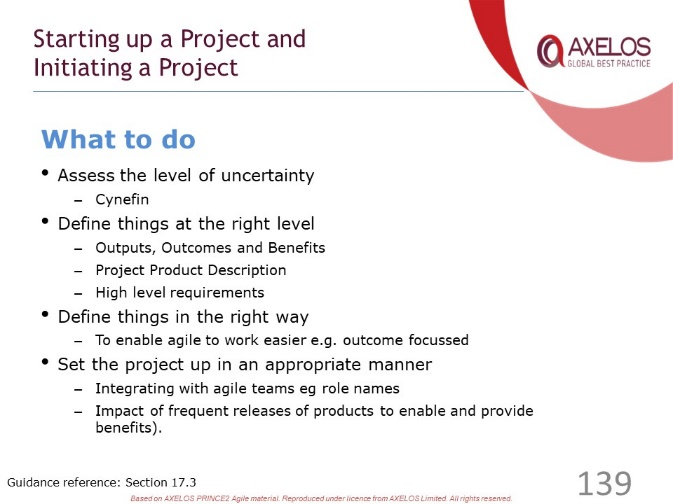 Starting up a Project and
Initiating a Project
AXELOS
GLOBAL BEST PRACTICE
What to do
• Assess the level of uncertainty
– Cynefin
• Define things at the right level
– Outputs, Outcomes and Benefits
– Project Product Description
– High level requirements
• Define things in the right way
– To enable agile to work easier e.g. outcome focussed
• Set the project up in an appropriate manner
– Integrating with agile teams eg role names
– Impact of frequent releases of products to enable and provide
benefits).
Guidance reference: Section 17.3
139
Based on AXELOS PRINCE2 Agile material. Reproduced under licence from AXELOS Limited. All rights reserved.